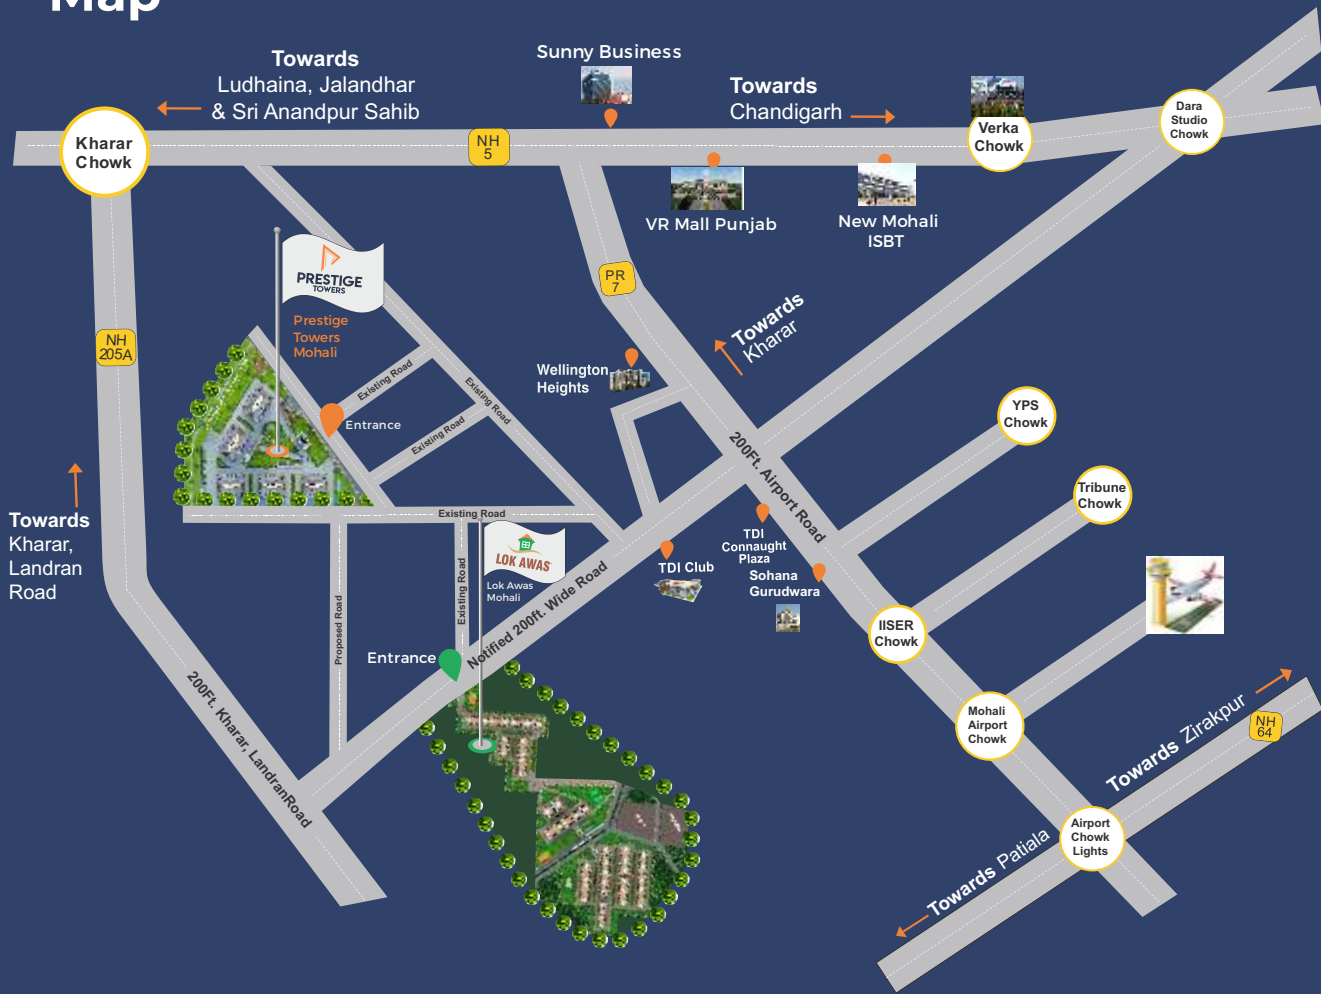 Map
Towards
Ludhaina, Jalandhar
& Sri Anandpur Sahib
Sunny Business
Towards
Chandigarh
Kharar
Chowk
NH
5
Verka
Chowk
Dara
Studio
Chowk
VR Mall Punjab
New Mohali
ISBT
PRESTIGE
TOWERS
Prestige
Towers
Mohali
PR
7
Towards
Kharar
NH
205A
Wellington
Heights
Existing Road
Existing Road
Existing Road
Entrance
YPS
Chowk
200Ft. Airport Road
Tribune
Chowk
Towards
Kharar,
Landran
Road
Existing Road
LOK AWAS
Lok Awas
Mohali
TDI
Connaught
Plaza
TDI Club
Sohana
Gurudwara
Existing Road
Proposed Road
Notified 200ft. Wide Road
Entrance
IISER
Chowk
200Ft. Kharar, LandranRoad
Mohali
Airport
Chowk
Towards Zirakpur
NH
64
Airport
Chowk
Lights
Towards Patiala